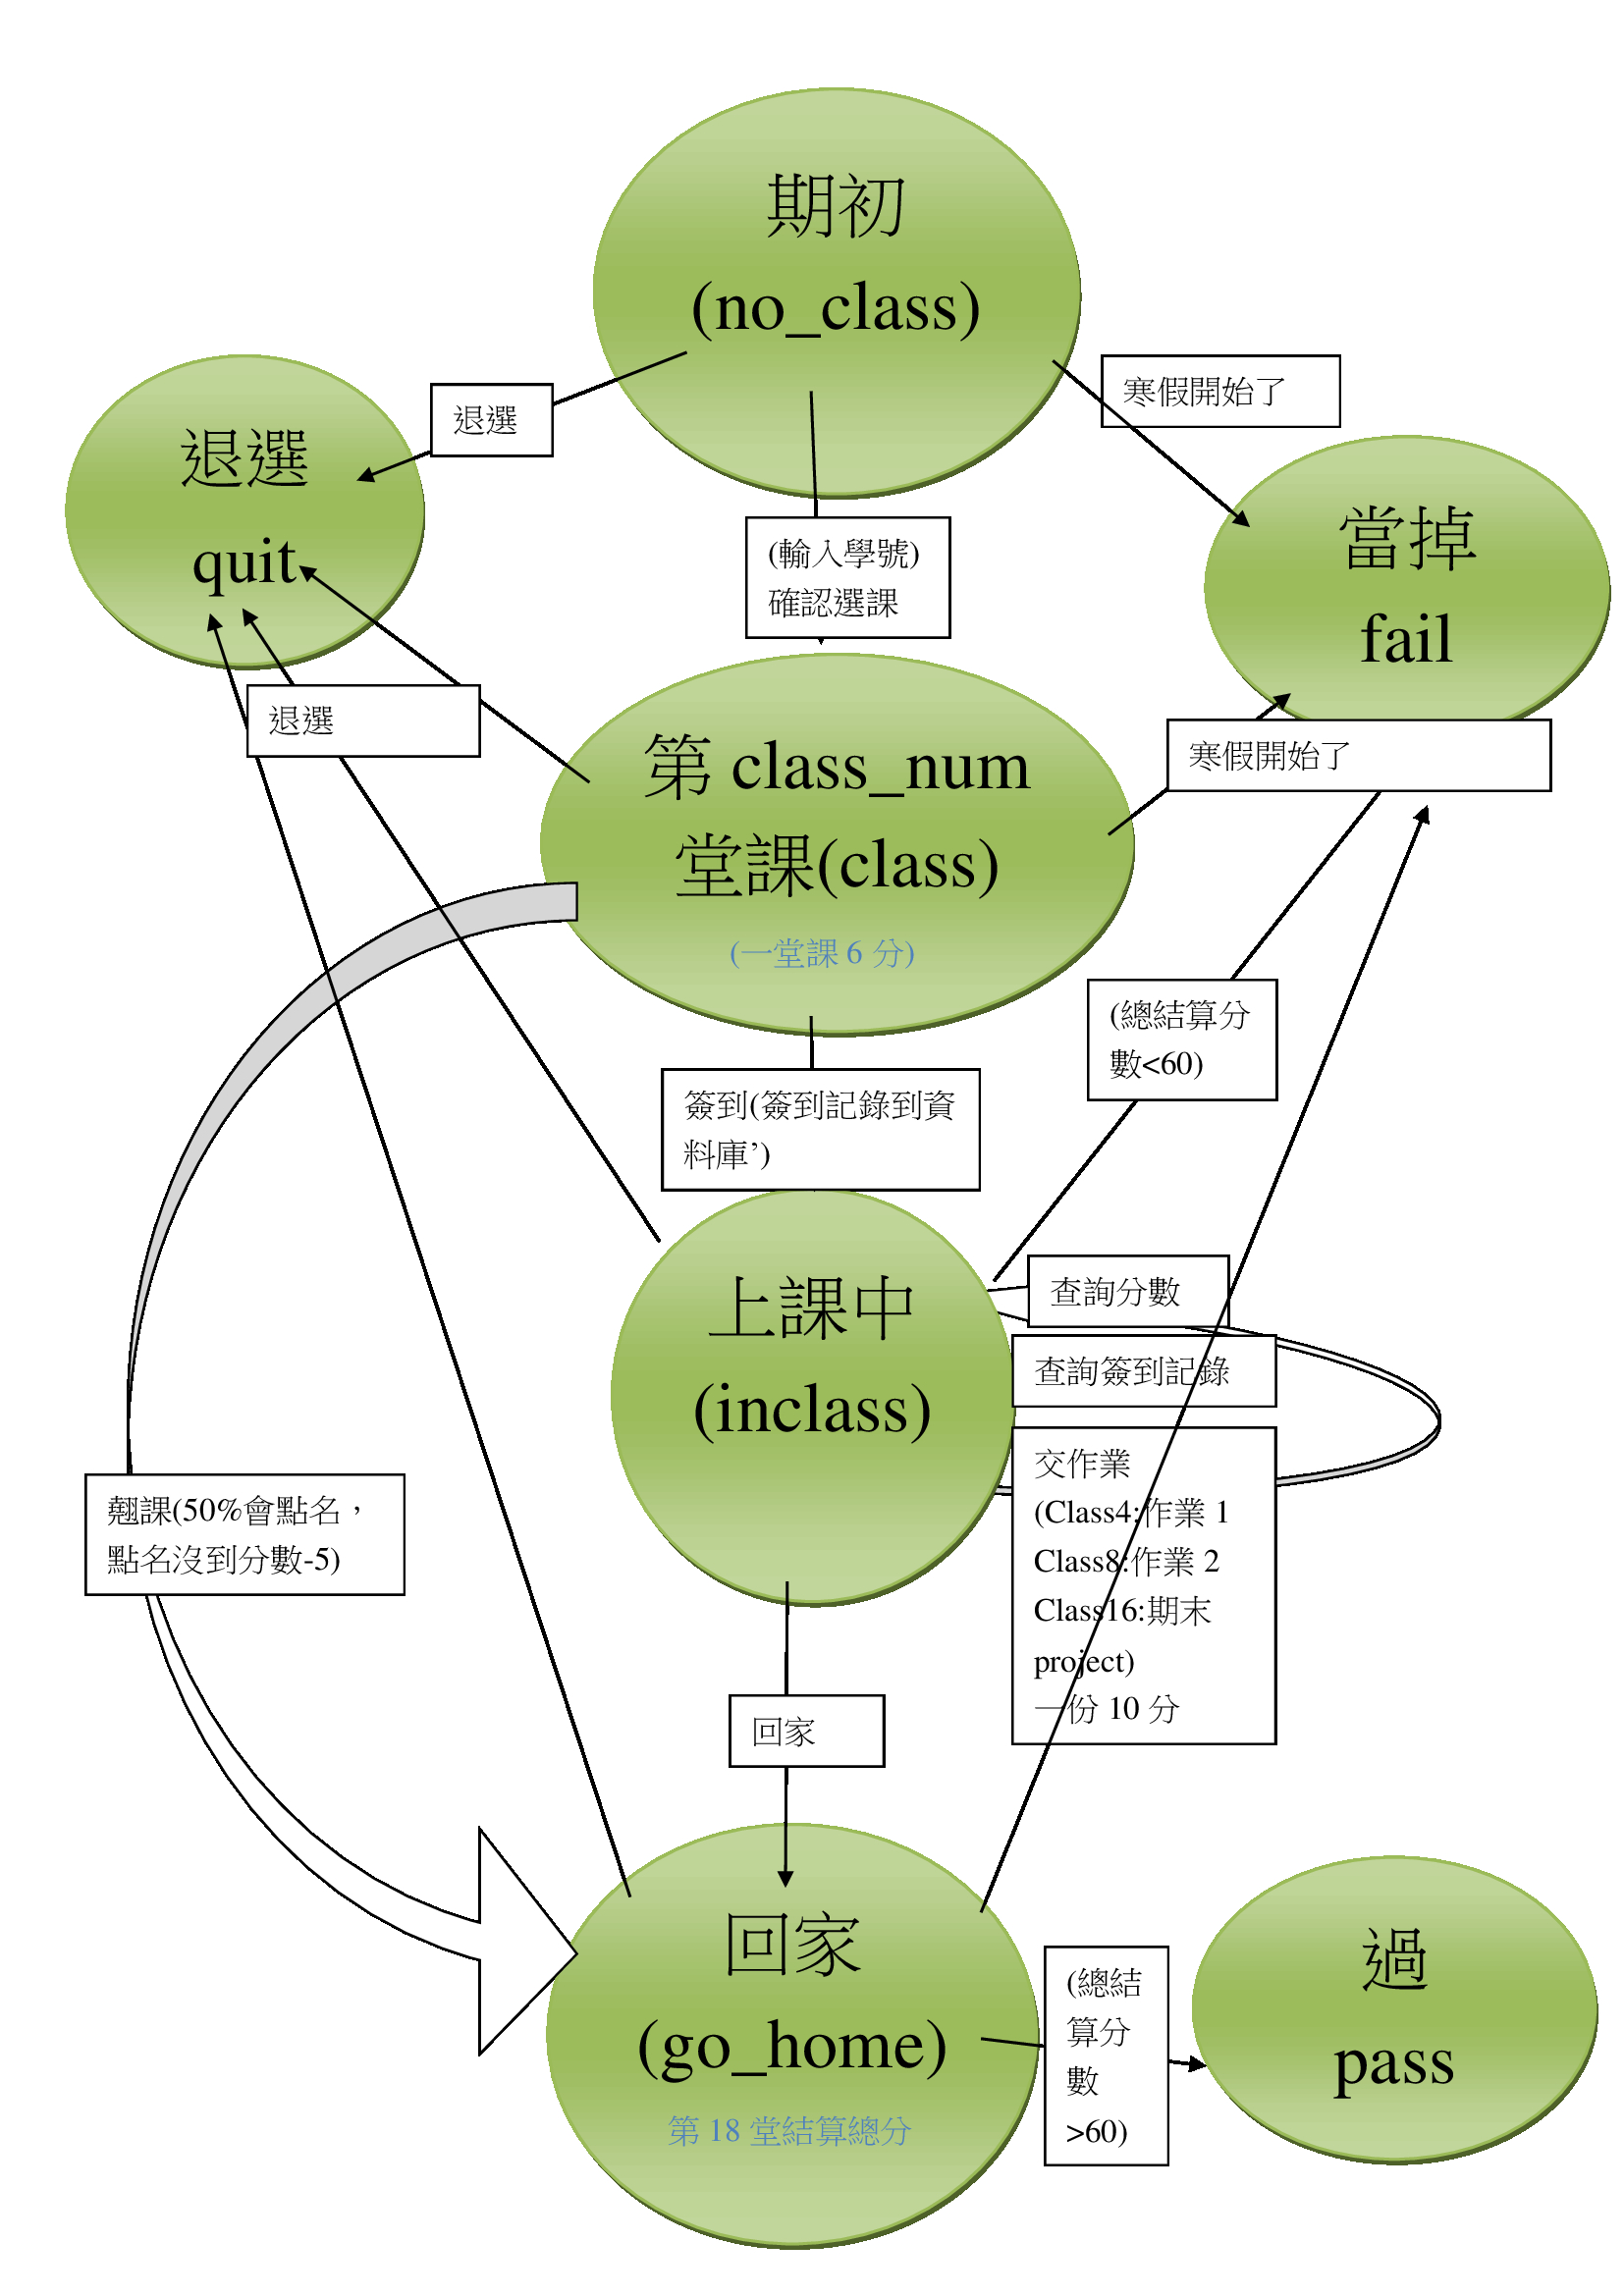 期初
(no_class)
寒假開始了
退選
退選
quit
當掉
fail
(輸入學號)
確認選課
退選
寒假開始了
第 class_num
堂課(class)
(一堂課 6 分)
(總結算分
數<60)
簽到(簽到記錄到資
料庫’)
上課中
(inclass)
查詢分數
查詢簽到記錄
交作業
(Class4:作業 1
Class8:作業 2
Class16:期末
project)
一份 10 分
翹課(50%會點名，
點名沒到分數-5)
回家
回家
(go_home)
第 18 堂結算總分
(總結
算分
數
>60)
過
pass